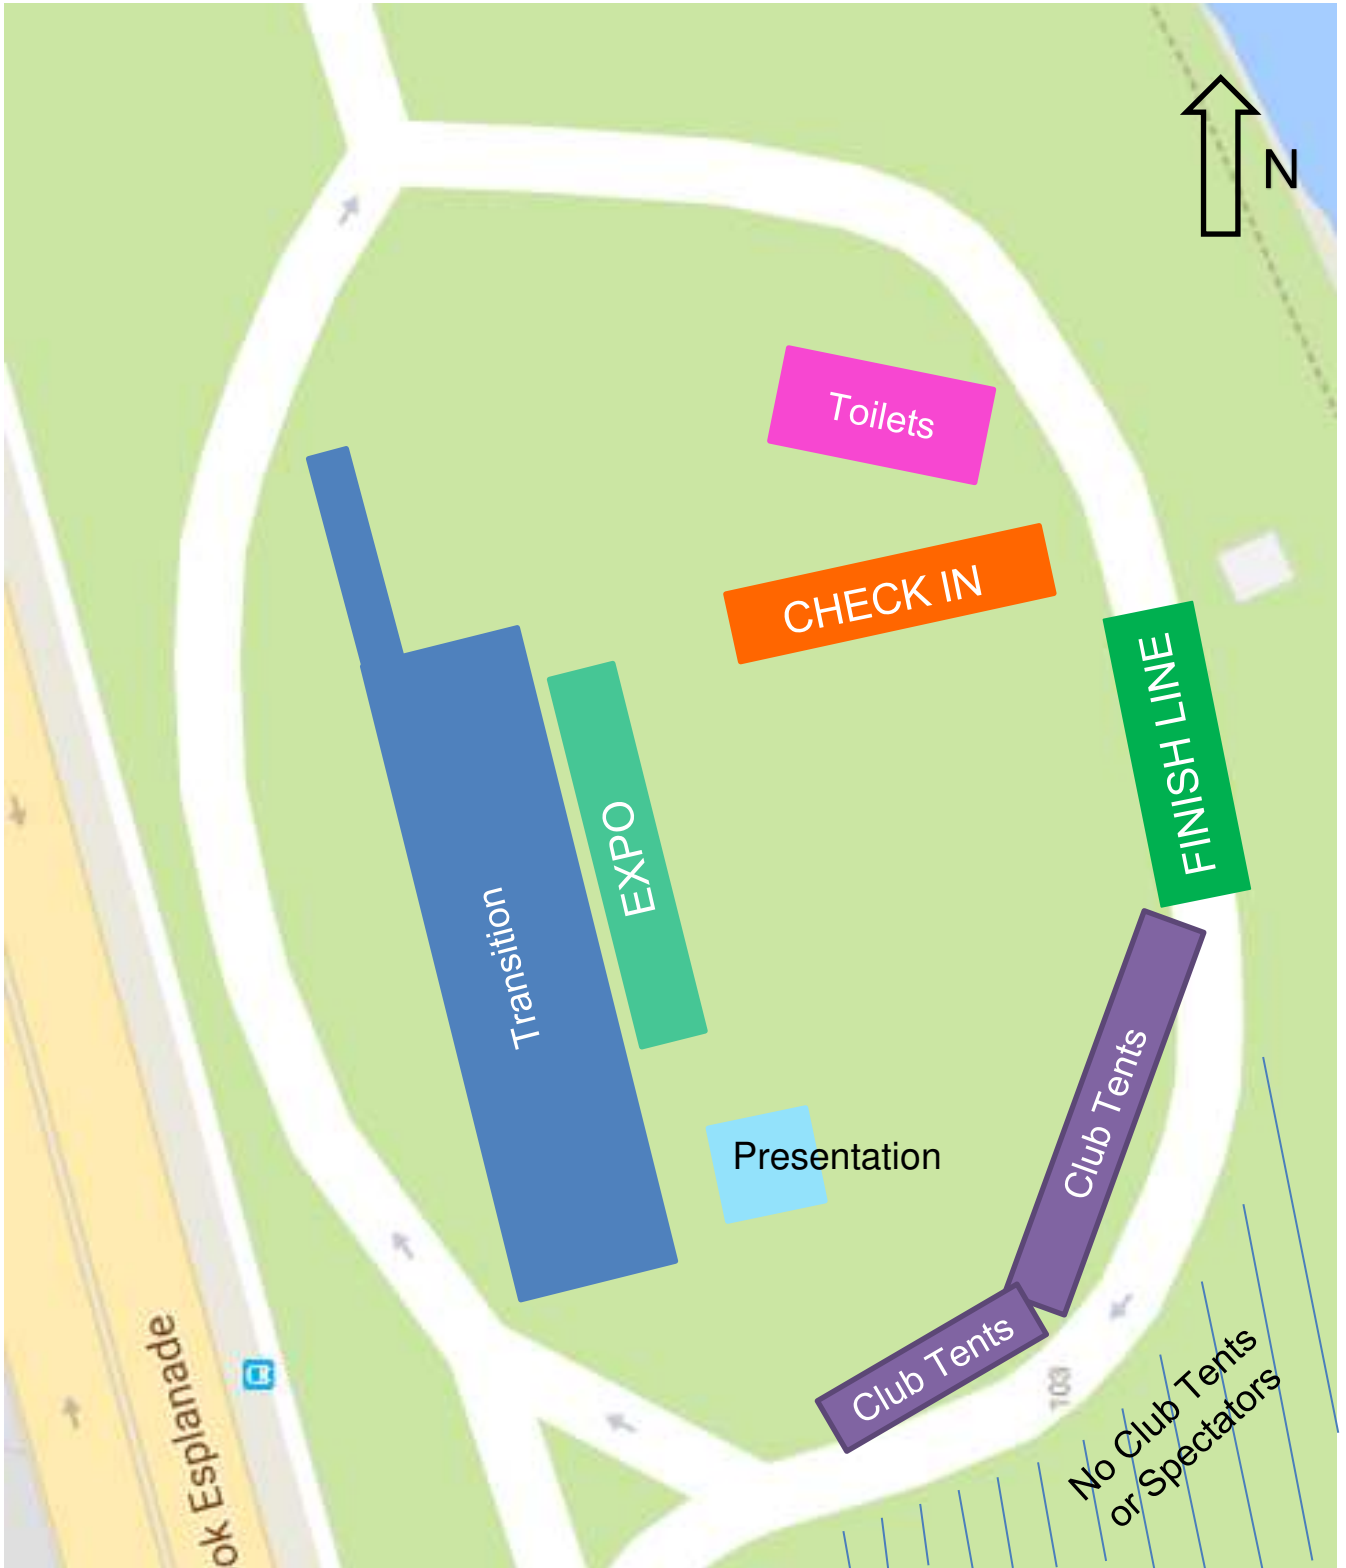 N
Toilets
CHECK IN
FINISH LINE
EXPO
Transition
Club Tents
Presentation
Club Tents
103
No Club Tents
or Spectators
ok Esplanade